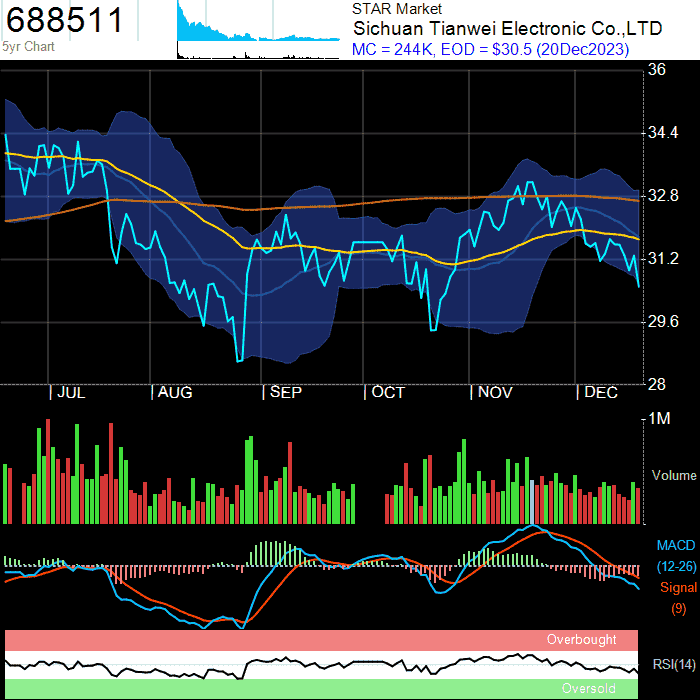 688511
5yr Chart
STAR Market
Sichuan Tianwei Electronic Co.,LTD
MC = 244K, EOD = $30.5 (20Dec2023)
36
34.4
32.8
31.2
29.6
28
| JUL | AUG | SEP | OCT | NOV | DEC
1M
Volume
MACD
(12-26)
Signal
(9)
Overbought
RSI(14)
Oversold